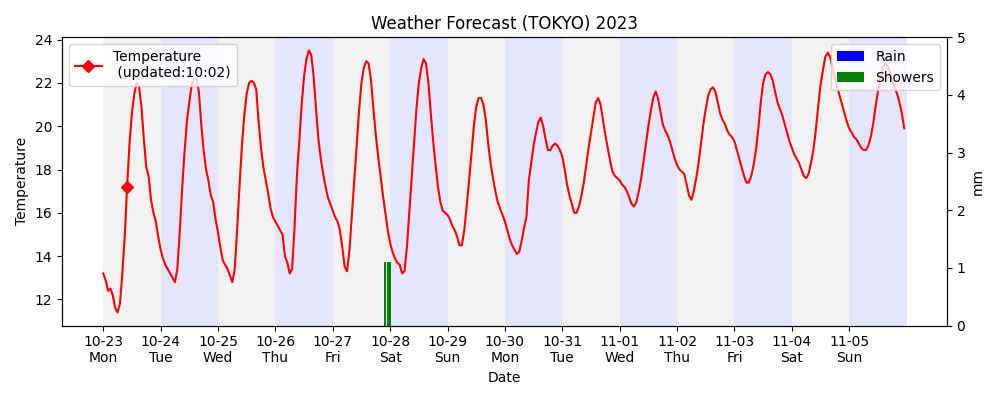 Weather Forecast (TOKYO) 2023
Temperature
(updated:10:02)
Rain
Showers
24
22
20
18
16
14
12
Temperature
5
4
3
2
1
0
mm
10-23 10-24 10-25 10-26 10-27 10-28 10-29 10-30 10-31 11-01 11-02 11-03 11-04 11-05
Mon Tue Wed Thu Fri Sat Sun Mon Tue Wed Thu Fri Sat Sun
Date